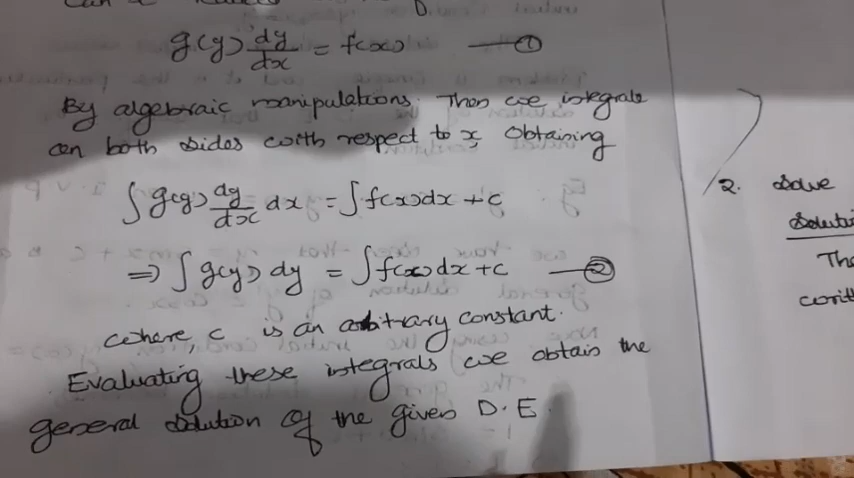 g(y) dy/dx = f(x) — ①
By algebraic manipulations. Then we integrate
on both sides with respect to x, obtaining
∫ g(y) dy/dx dx = ∫ f(x) dx + c
⇒ ∫ g(y) dy = ∫ f(x) dx + c — ②
where, c is an arbitrary constant.
Evaluating these integrals we obtain the
general solution of the given D.E.
2. Solve
Soluti
The
writt